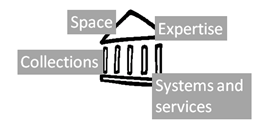 Space
Expertise
Collections
Systems and
services